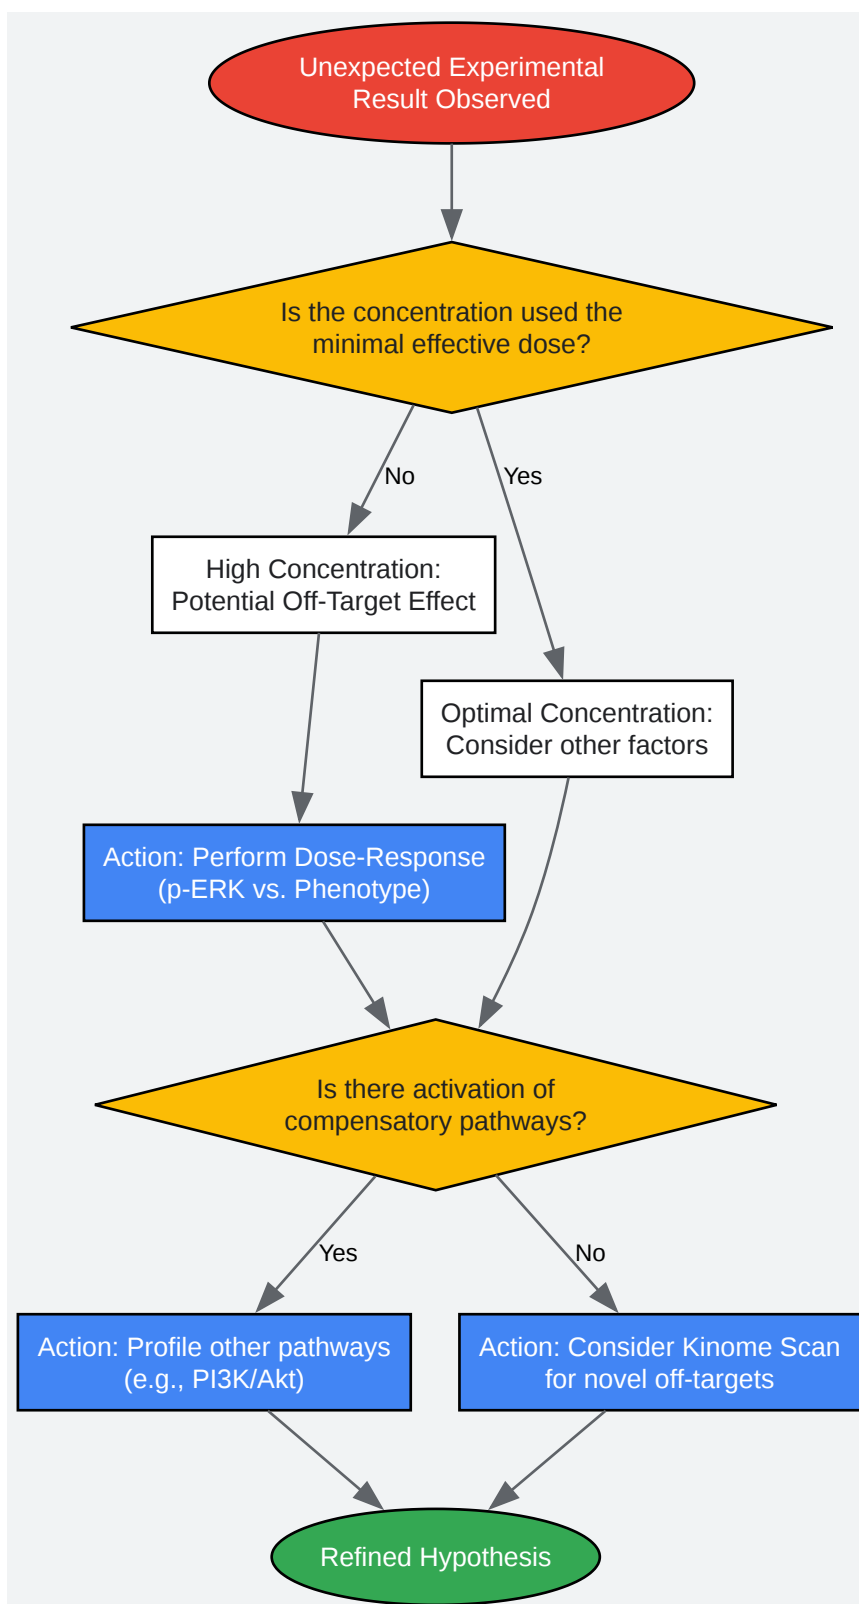 Unexpected Experimental
Result Observed
Is the concentration used the
minimal effective dose?
No
Yes
High Concentration:
Potential Off-Target Effect
Optimal Concentration:
Consider other factors
Action: Perform Dose-Response
(p-ERK vs. Phenotype)
Is there activation of
compensatory pathways?
Yes
No
Action: Profile other pathways
(e.g., PI3K/Akt)
Action: Consider Kinome Scan
for novel off-targets
Refined Hypothesis